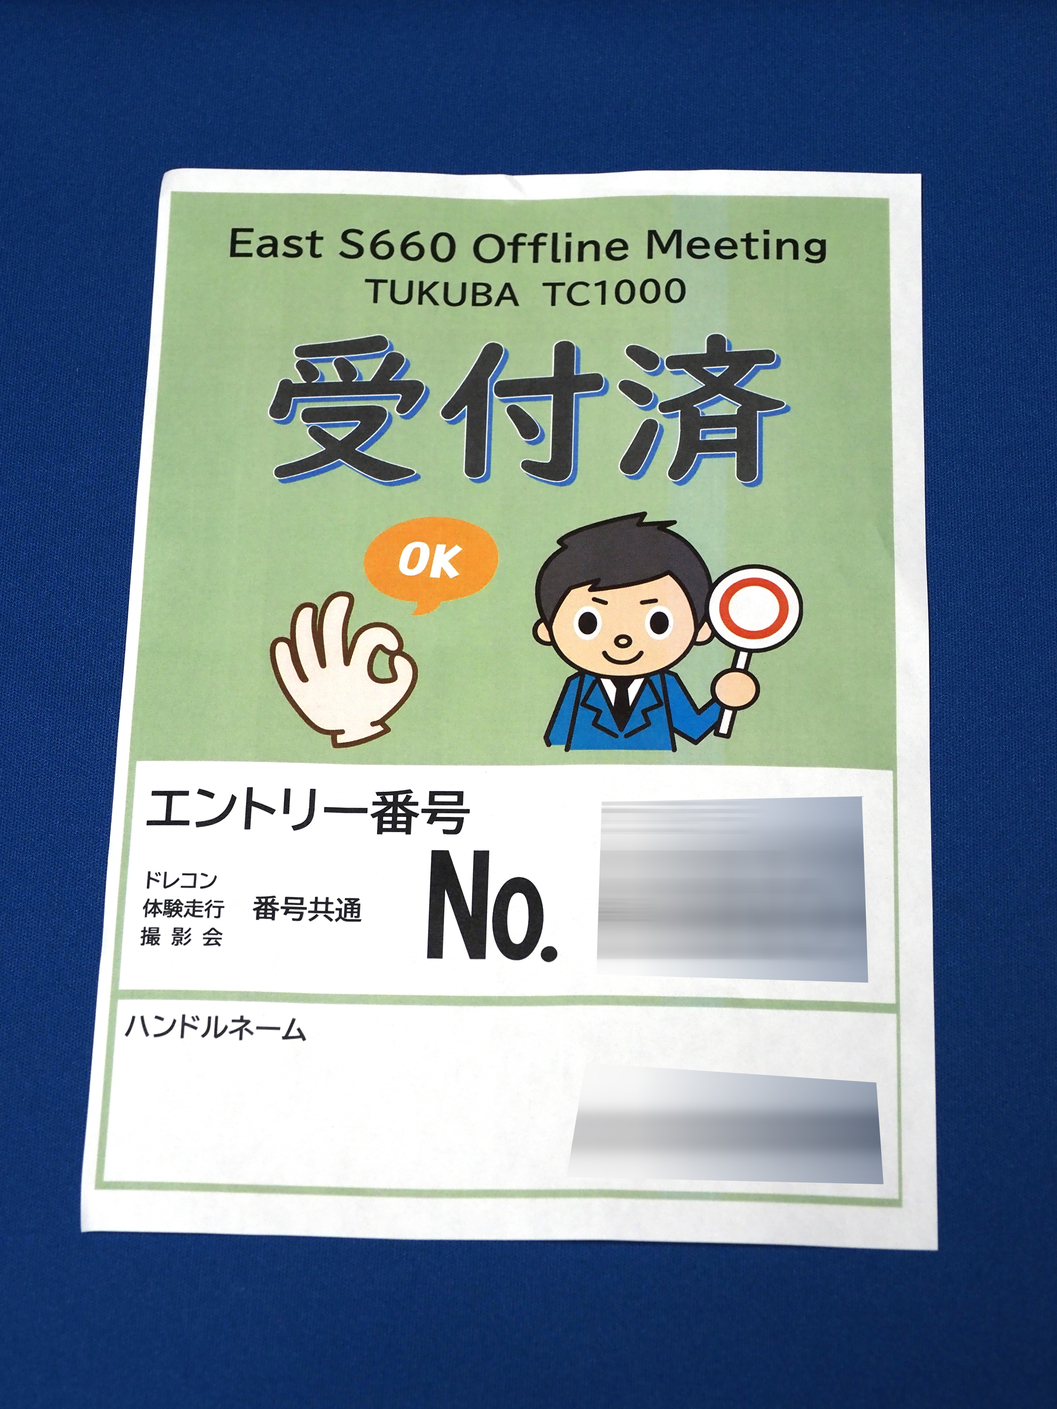 East S660 Offline Meeting
TUKUBA TC1000
受付済
OK
エントリー番号
ドレコン
体験走行
撮影会
番号共通
No.
ハンドルネーム